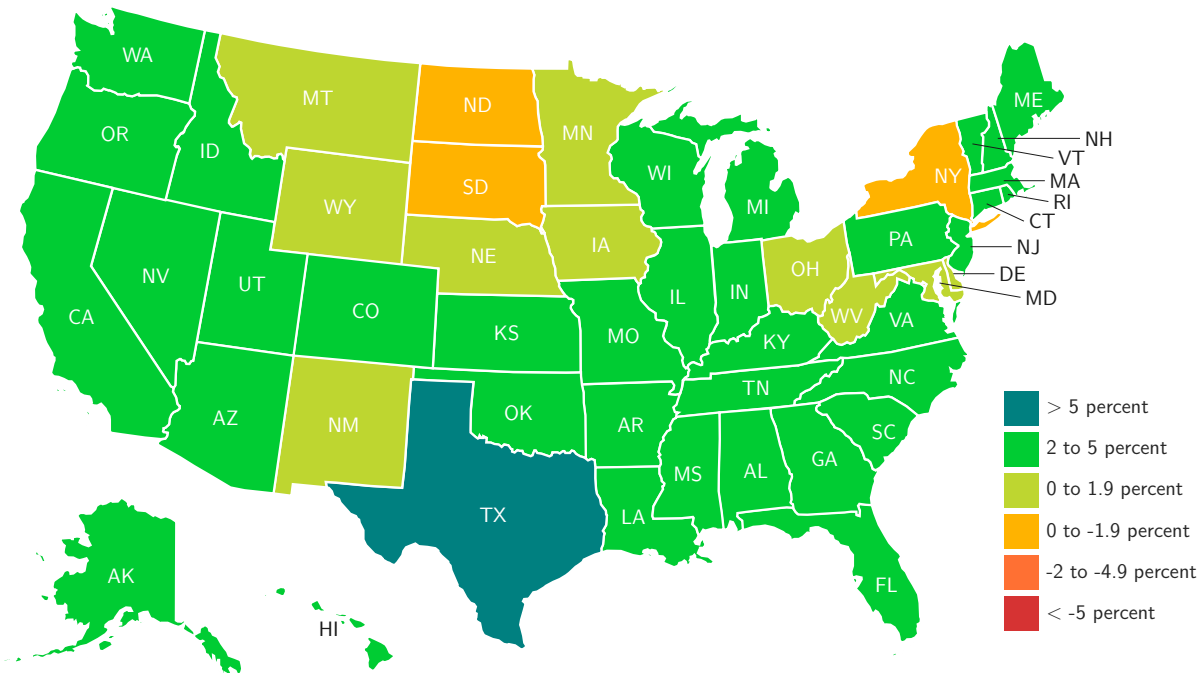 WA
MT
ND
MN
ME
OR
ID
NH
VT
WI
NY
MA
SD
RI
WY
MI
CT
PA
NJ
IA
NE
OH
DE
NV
UT
IL
IN
MD
CO
WV
CA
VA
KS
MO
KY
NC
TN
> 5 percent
AZ
OK
NM
AR
SC
2 to 5 percent
GA
MS
AL
0 to 1.9 percent
TX
LA
0 to -1.9 percent
AK
-2 to -4.9 percent
FL
< -5 percent
HI